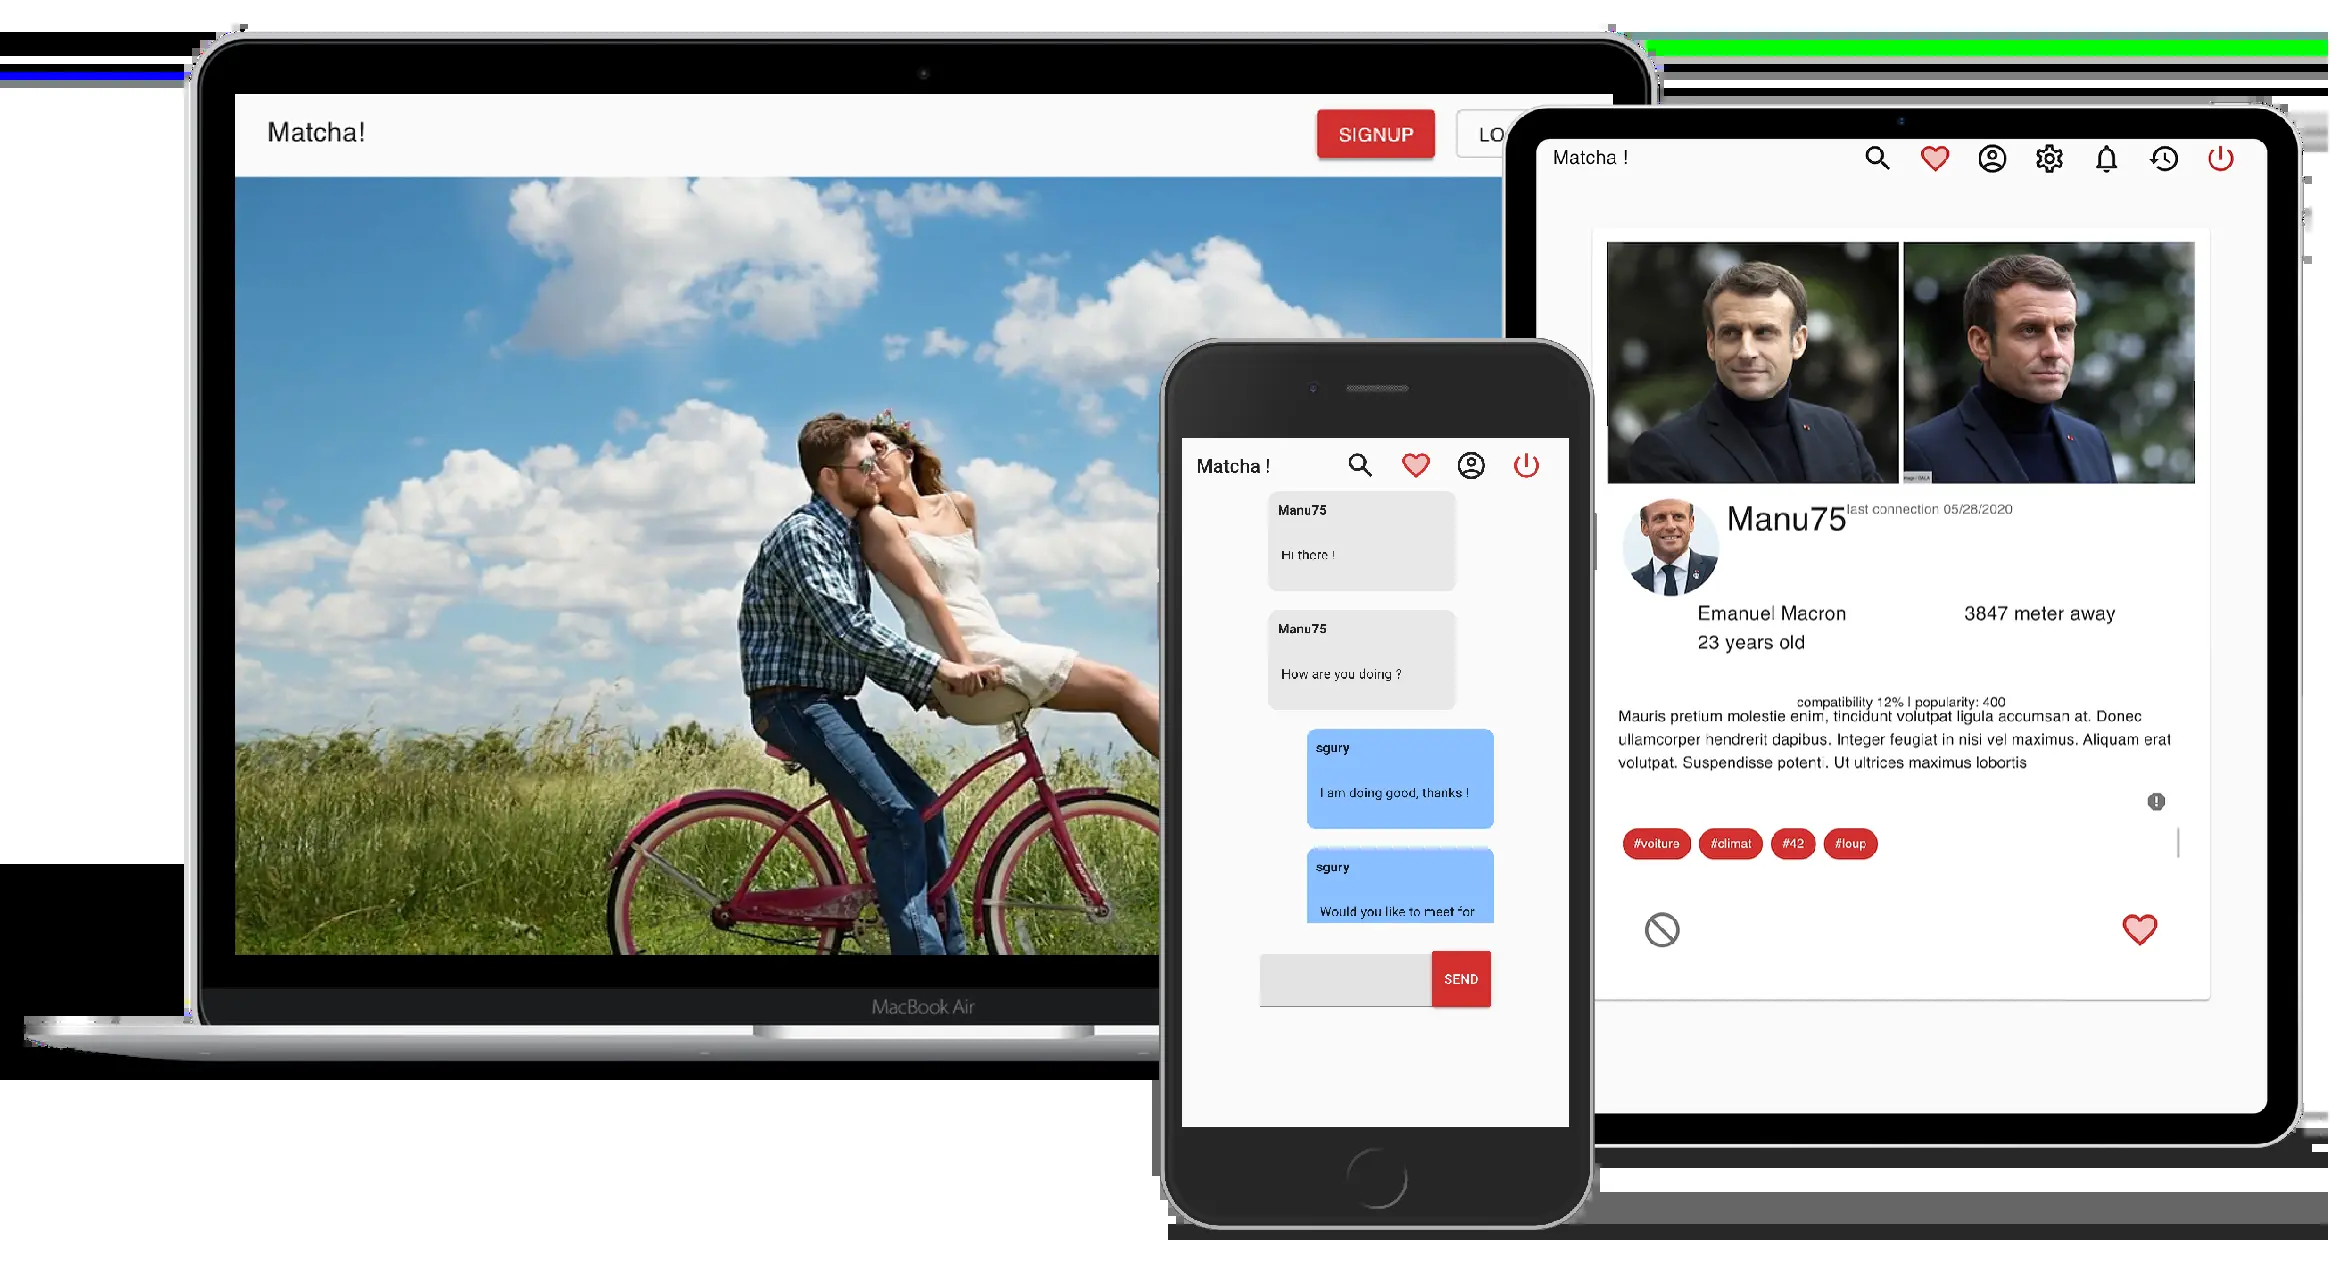 Matcha!
SIGNUP
LO
MacBook Air
Matcha !
Manu75
Hi there !
Manu75
How are you doing ?
sgury
I am doing good, thanks !
sgury
Would you like to meet for
SEND
Matcha !
Manu75
last connection 05/28/2020
Emanuel Macron
3847 meter away
23 years old
compatibility 12% | popularity: 400
Mauris pretium molestie enim, tincidunt volutpat ligula accumsan at. Donec
ullamcorper hendrerit dapibus. Integer feugiat in nisi vel maximus. Aliquam erat
volutpat. Suspendisse potenti. Ut ultrices maximus lobortis
#voiture #climat #42 #loup